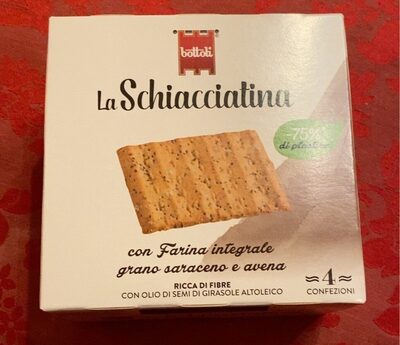 bottoli
La Schiacciatina
-75%
di plastica
con Farina integrale
grano saraceno e avena
RICCA DI FIBRE
CON OLIO DI SEMI DI GIRASOLE ALTOLEICO
4
CONFEZIONI